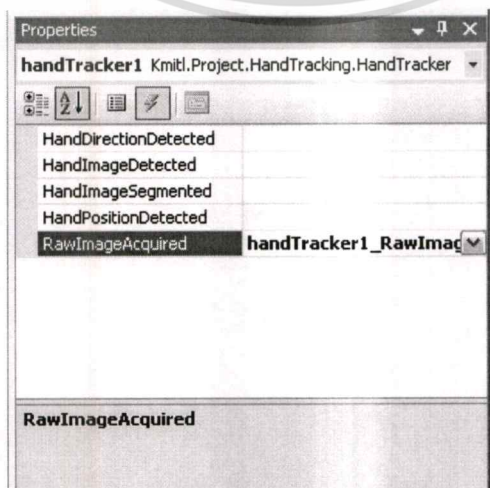 Properties
handTracker1 Kmitl.Project.HandTracking.HandTracker
HandDirectionDetected
HandImageDetected
HandImageSegmented
HandPositionDetected
RawImageAcquired handTracker1_RawImag
RawImageAcquired